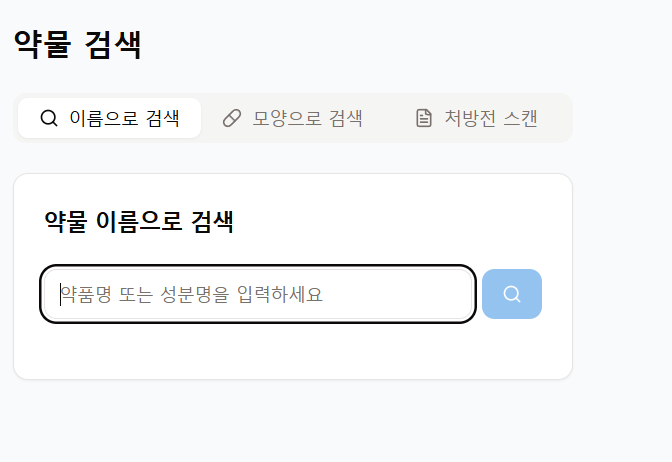 약물 검색
이름으로 검색 모양으로 검색 처방전 스캔
약물 이름으로 검색
약품명 또는 성분명을 입력하세요